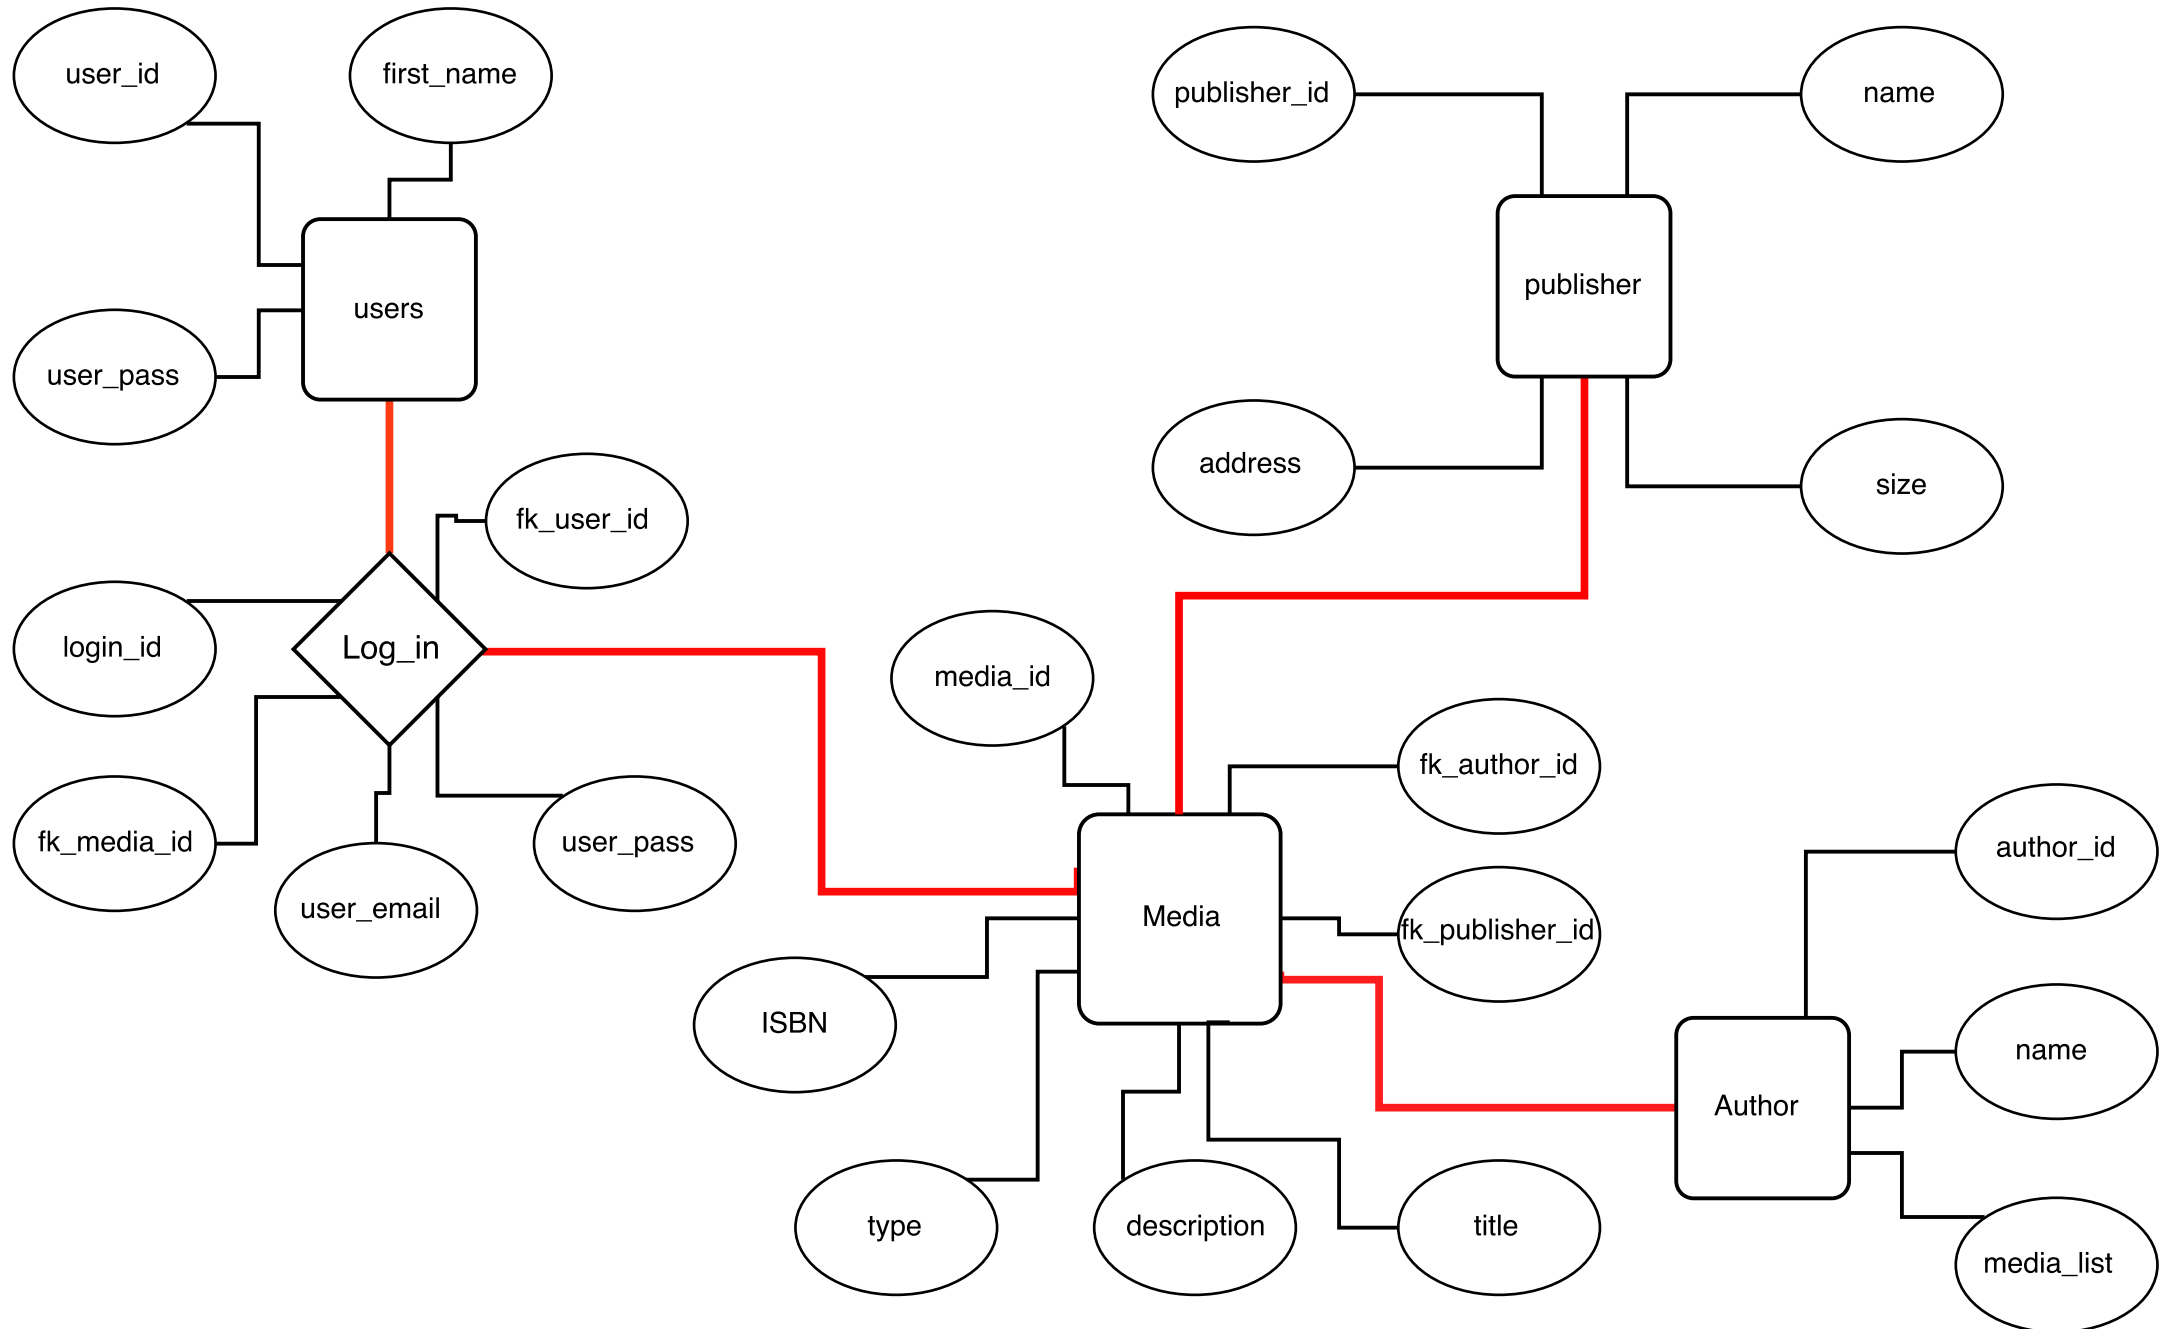 user_id
first_name
publisher_id
name
users
publisher
user_pass
address
size
fk_user_id
login_id
Log_in
media_id
fk_author_id
fk_media_id
user_email
user_pass
Media
fk_publisher_id
author_id
ISBN
name
Author
type
description
title
media_list